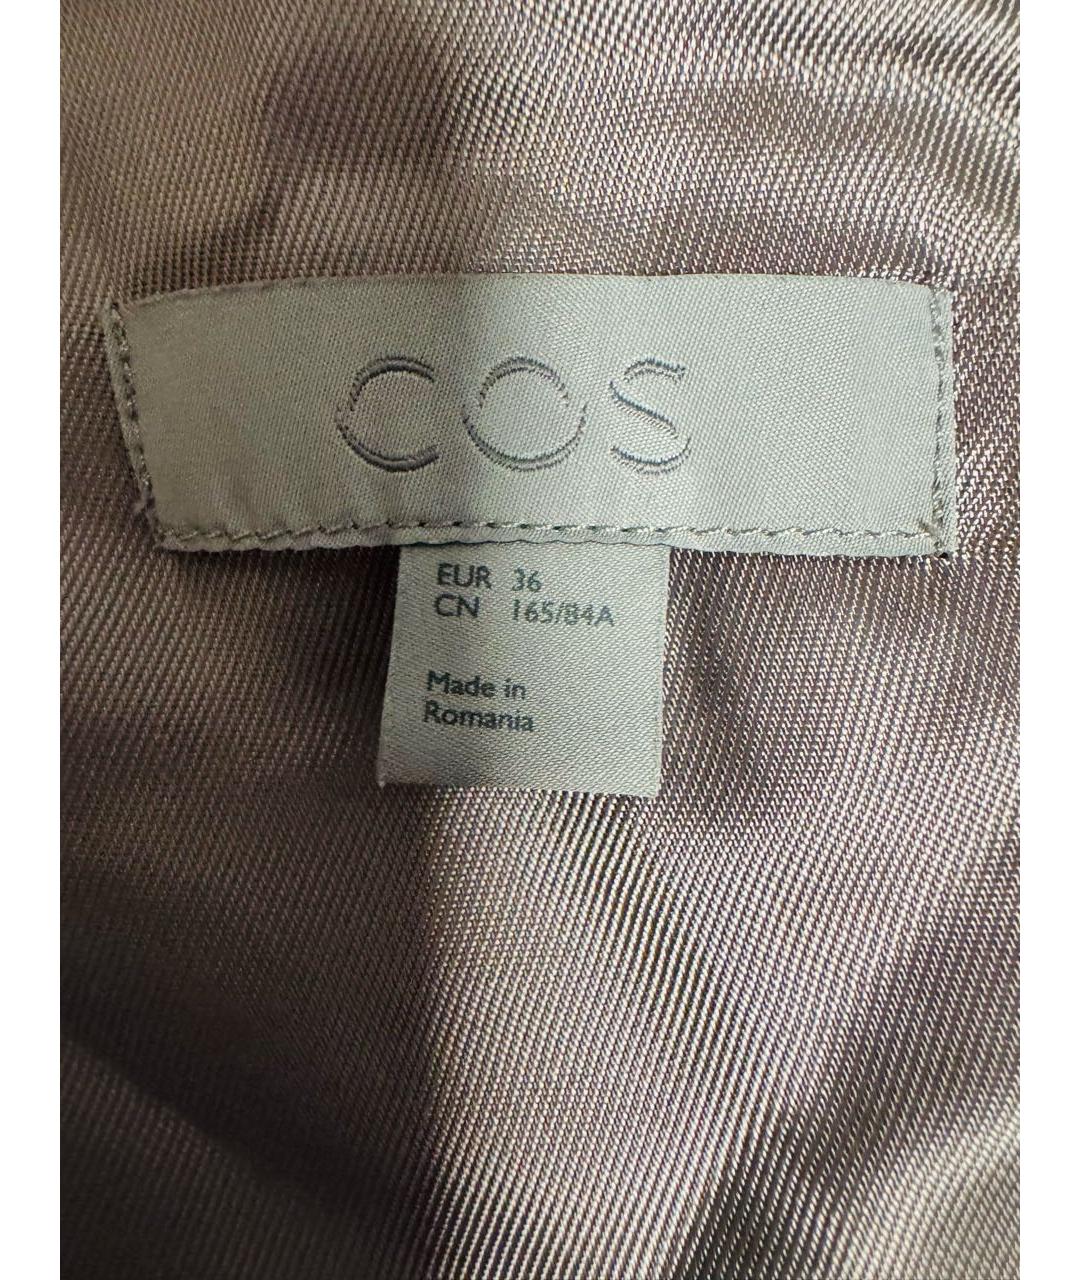 COS
EUR 36
CN 165/84A
Made in
Romania